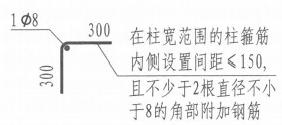 1Φ8
300
300
在柱宽范围的柱箍筋
内侧设置间距≤150,
且不少于2根直径不小
于8的角部附加钢筋